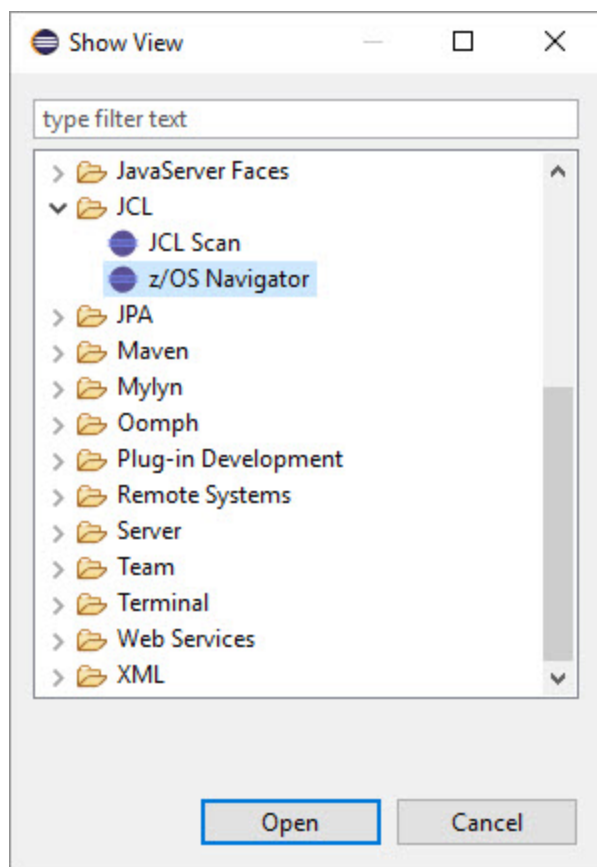 Show View
type filter text
JavaServer Faces
JCL
JCL Scan
z/OS Navigator
JPA
Maven
Mylyn
Oomph
Plug-in Development
Remote Systems
Server
Team
Terminal
Web Services
XML
Open Cancel